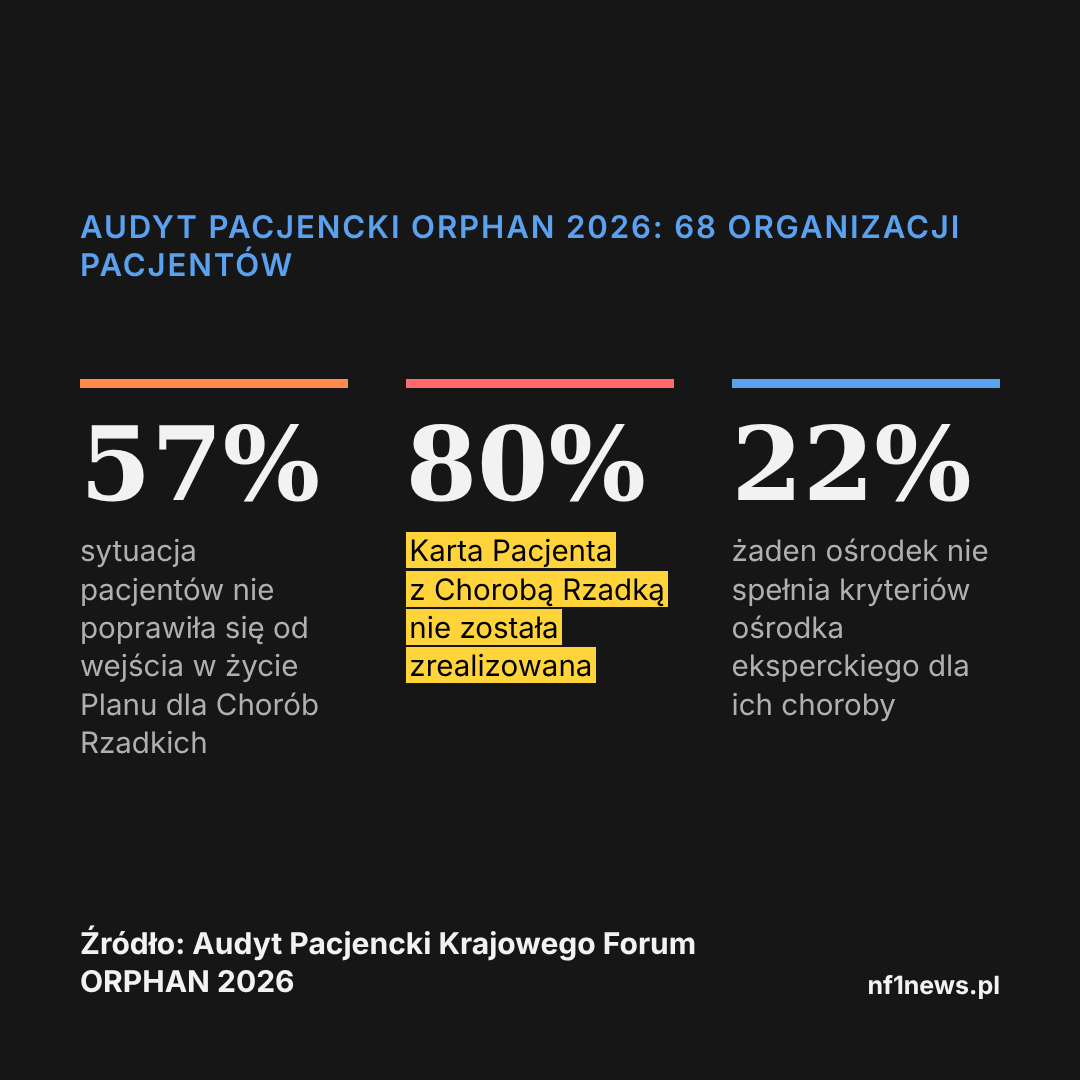 AUDYT PACJENCKI ORPHAN 2026: 68 ORGANIZACJI
PACJENTÓW
57%
sytuacja
pacjentów nie
poprawiła się od
wejścia w życie
Planu dla Chorób
Rzadkich
80%
Karta Pacjenta
z Chorobą Rzadką
nie została
zrealizowana
22%
żaden ośrodek nie
spełnia kryteriów
ośrodka
eksperckiego dla
ich choroby
Źródło: Audyt Pacjencki Krajowego Forum
ORPHAN 2026
nf1news.pl